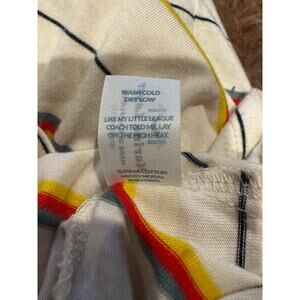 WASH COLD
DRY LOW
LIKE MY LITTLE LEAGUE
COACH TOLD ME, LAY
OFF THE HIGH HEAT.
SUPIMA COTTON
MICRO MODAL